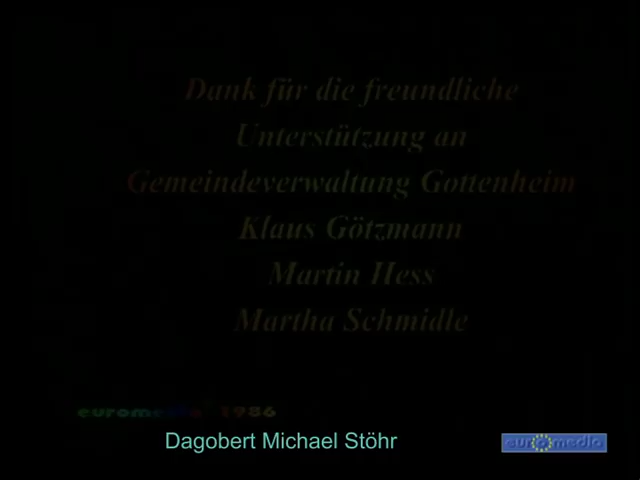 Dank für die freundliche
Unterstützung an
Gemeindeverwaltung Gottenheim
Klaus Götzmann
Martin Hess
Martha Schmidle
euromedia 1986
Dagobert Michael Stöhr
euromedia